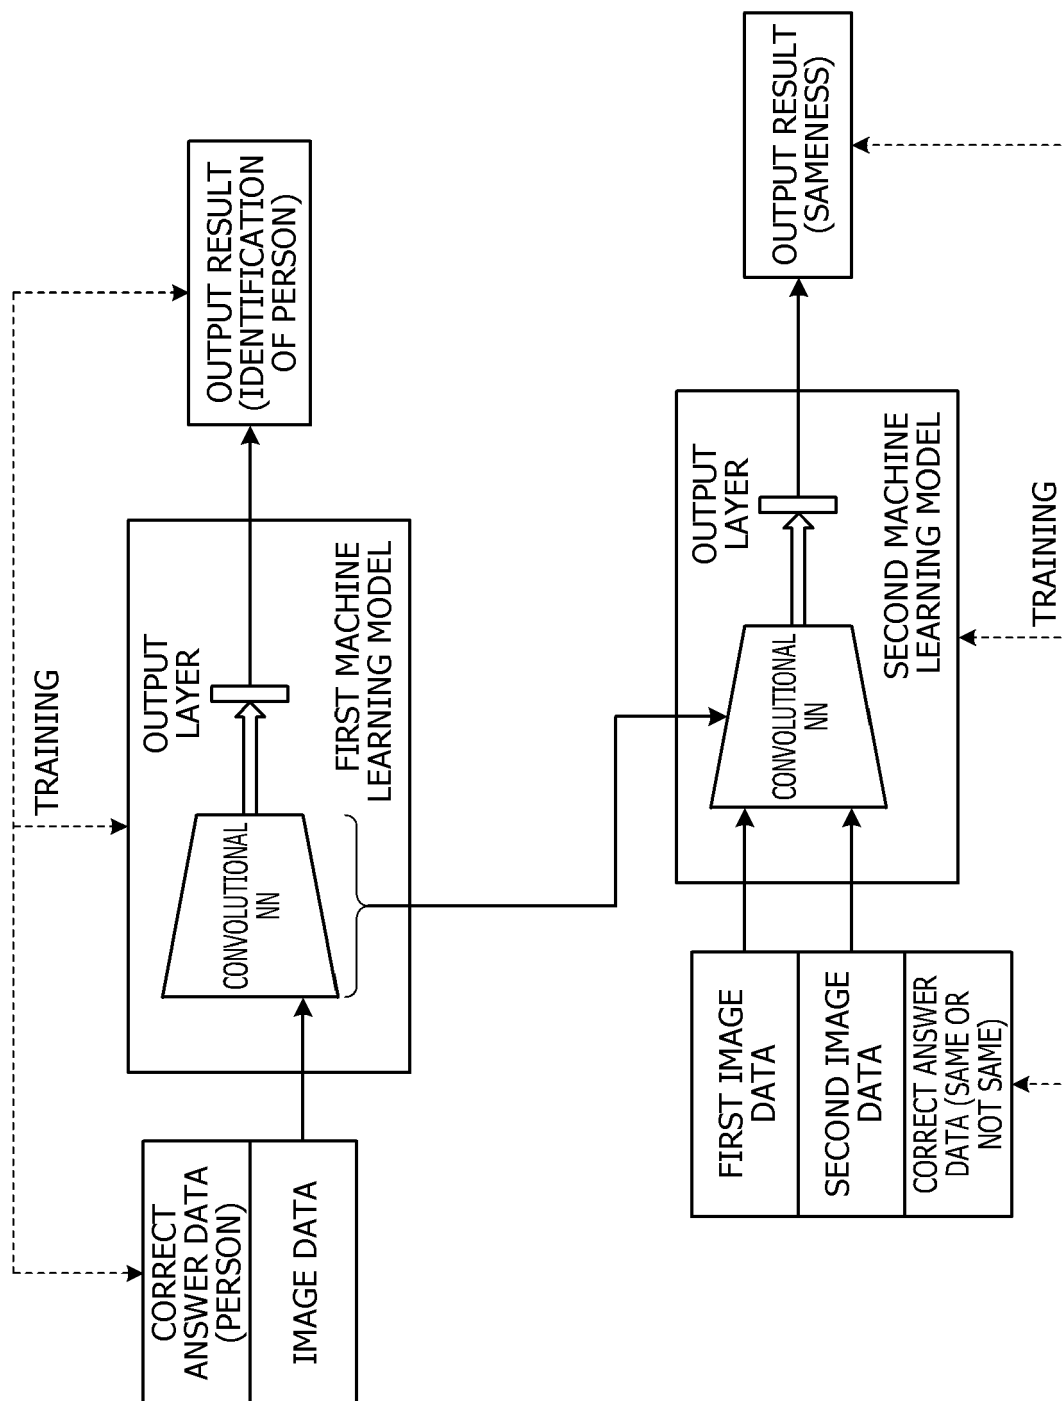 TRAINING
CORRECT
ANSWER DATA
(PERSON)
IMAGE DATA
CONVOLUTIONAL
NN
OUTPUT
LAYER
FIRST MACHINE
LEARNING MODEL
OUTPUT RESULT
(IDENTIFICATION
OF PERSON)
FIRST IMAGE
DATA
SECOND IMAGE
DATA
CORRECT ANSWER
DATA (SAME OR
NOT SAME)
CONVOLUTIONAL
NN
OUTPUT
LAYER
SECOND MACHINE
LEARNING MODEL
OUTPUT RESULT
(SAMENESS)
TRAINING